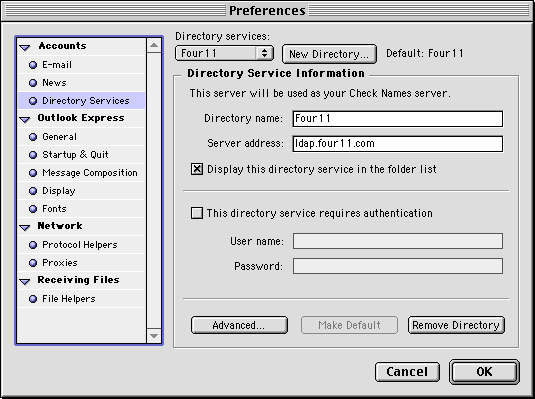 Preferences
Accounts
E-mail
News
Directory Services
Outlook Express
General
Startup & Quit
Message Composition
Display
Fonts
Network
Protocol Helpers
Proxies
Receiving Files
File Helpers
Directory services:
Four11 New Directory... Default: Four11
Directory Service Information
This server will be used as your Check Names server.
Directory name: Four11
Server address: ldap.four11.com
Display this directory service in the folder list
This directory service requires authentication
User name:
Password:
Advanced... Make Default Remove Directory
Cancel OK